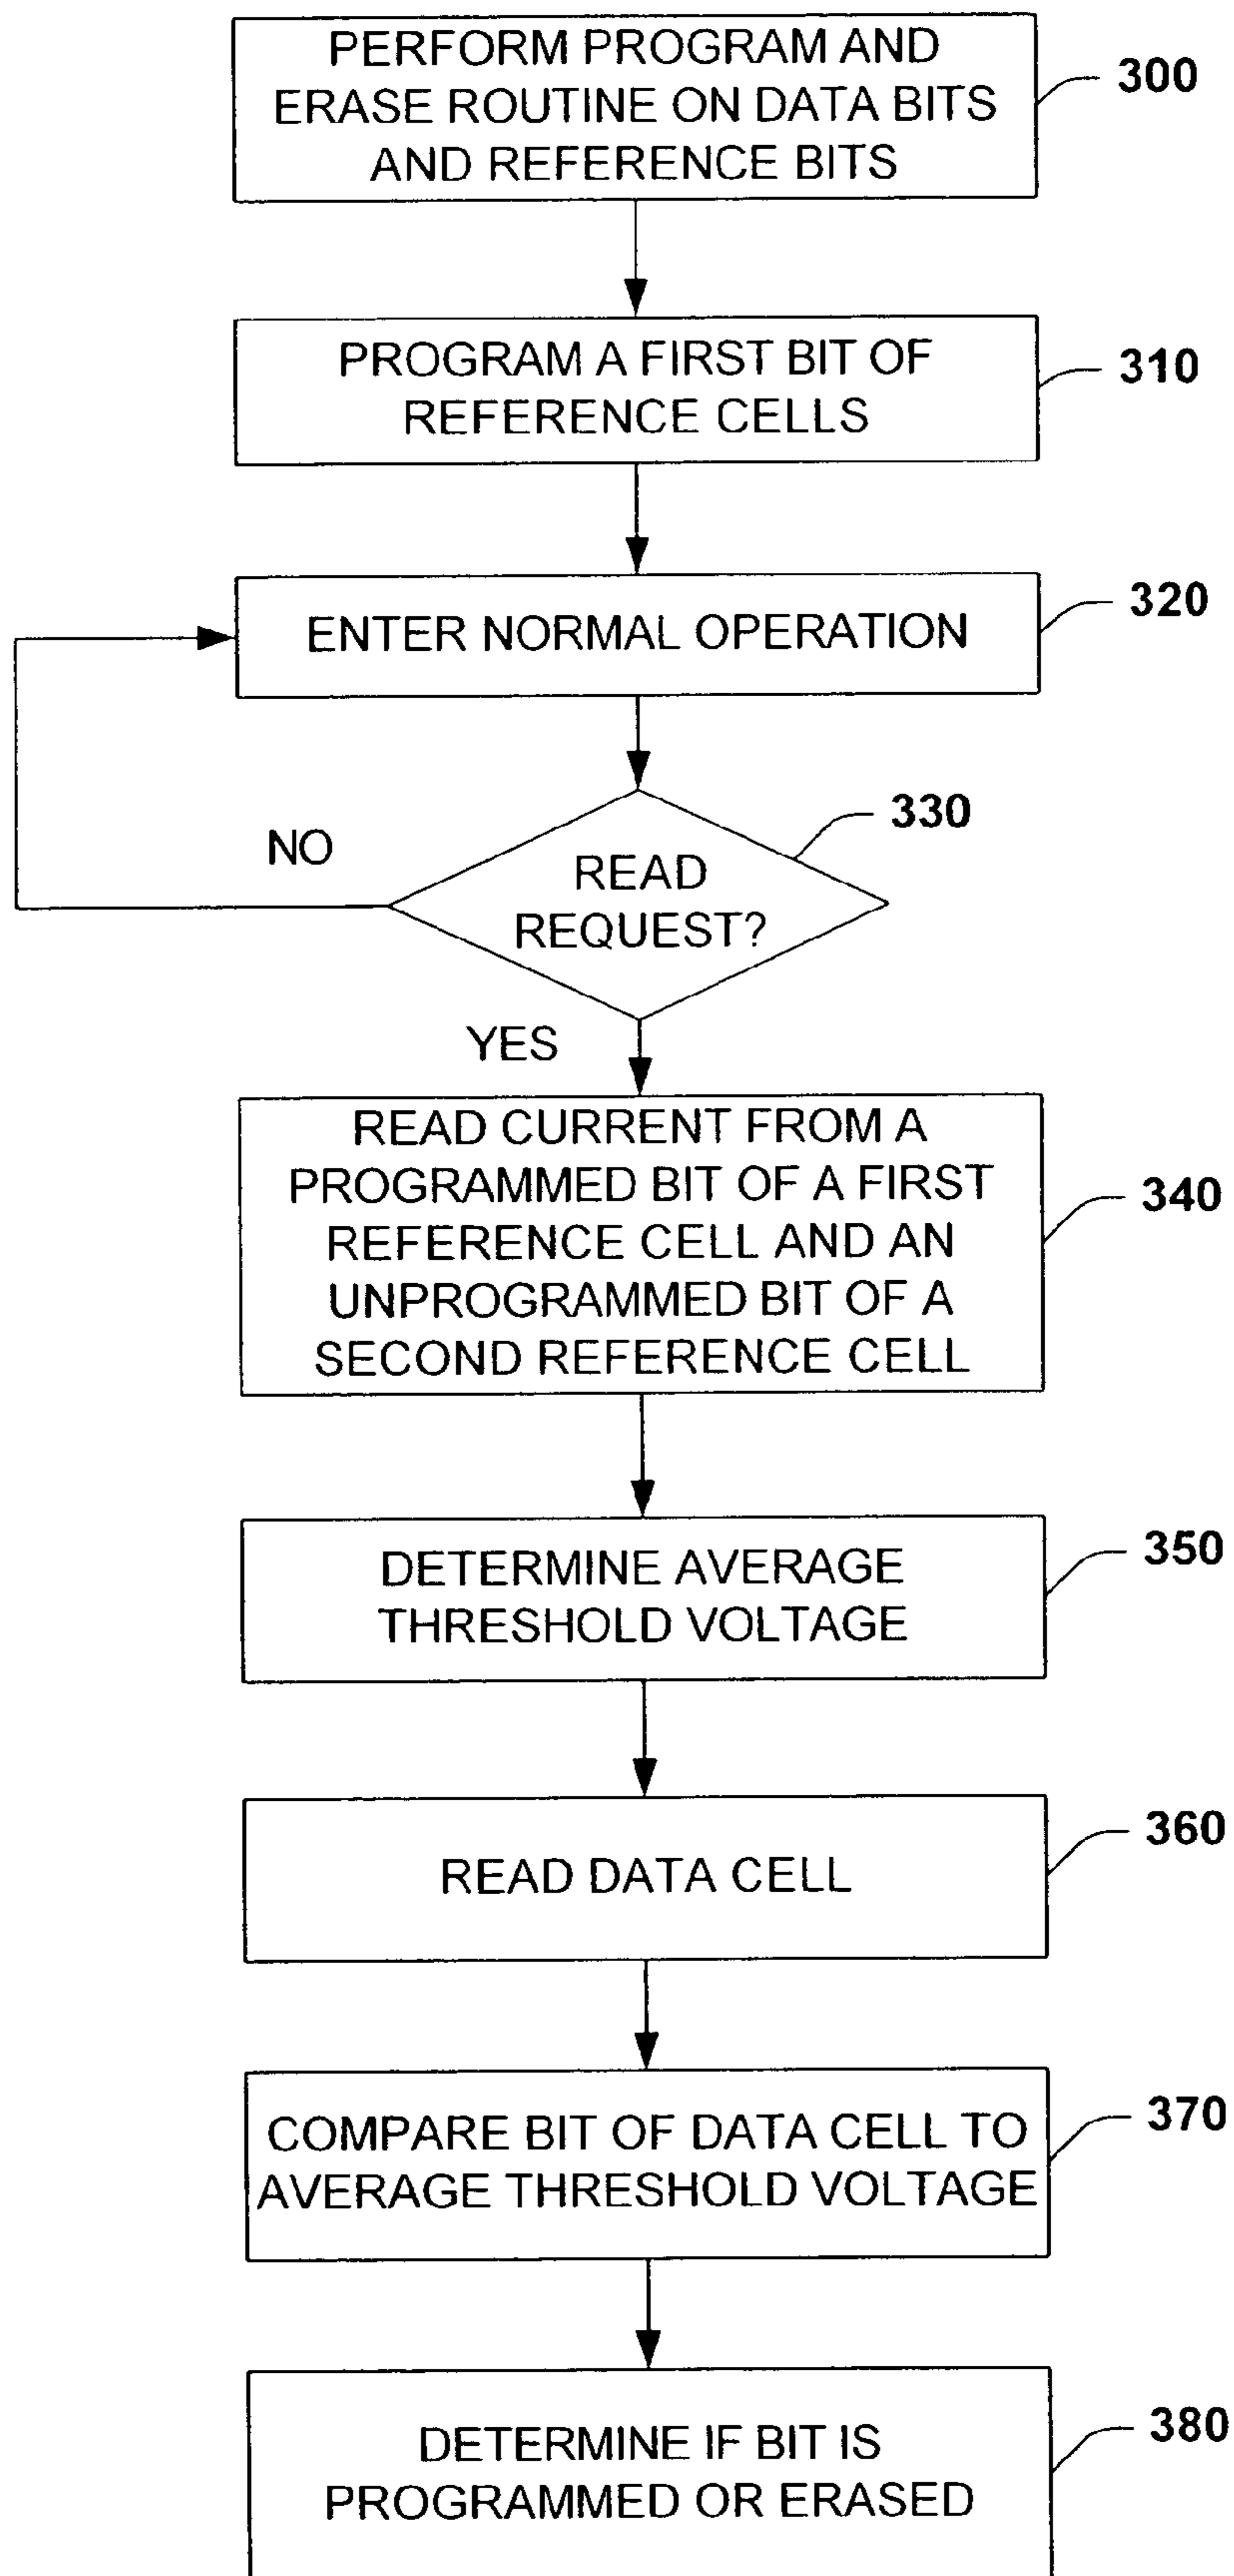 PERFORM PROGRAM AND
ERASE ROUTINE ON DATA BITS
AND REFERENCE BITS
300
PROGRAM A FIRST BIT OF
REFERENCE CELLS
310
ENTER NORMAL OPERATION
320
READ
REQUEST?
330
NO
YES
READ CURRENT FROM A
PROGRAMMED BIT OF A FIRST
REFERENCE CELL AND AN
UNPROGRAMMED BIT OF A
SECOND REFERENCE CELL
340
DETERMINE AVERAGE
THRESHOLD VOLTAGE
350
READ DATA CELL
360
COMPARE BIT OF DATA CELL TO
AVERAGE THRESHOLD VOLTAGE
370
DETERMINE IF BIT IS
PROGRAMMED OR ERASED
380